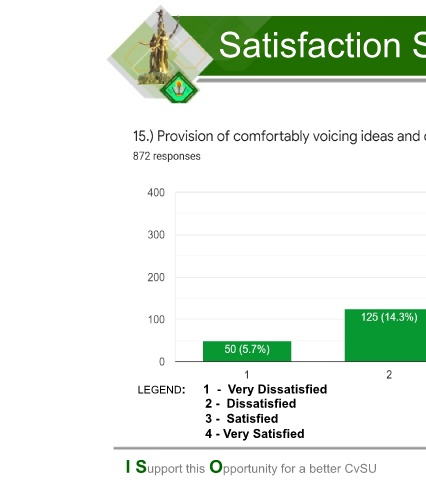 Satisfaction S
15.) Provision of comfortably voicing ideas and
872 responses
400
300
200
100
0
50 (5.7%)
125 (14.3%)
1
2
LEGEND: 1 - Very Dissatisfied
2 - Dissatisfied
3 - Satisfied
4 - Very Satisfied
I Support this Opportunity for a better CvSU